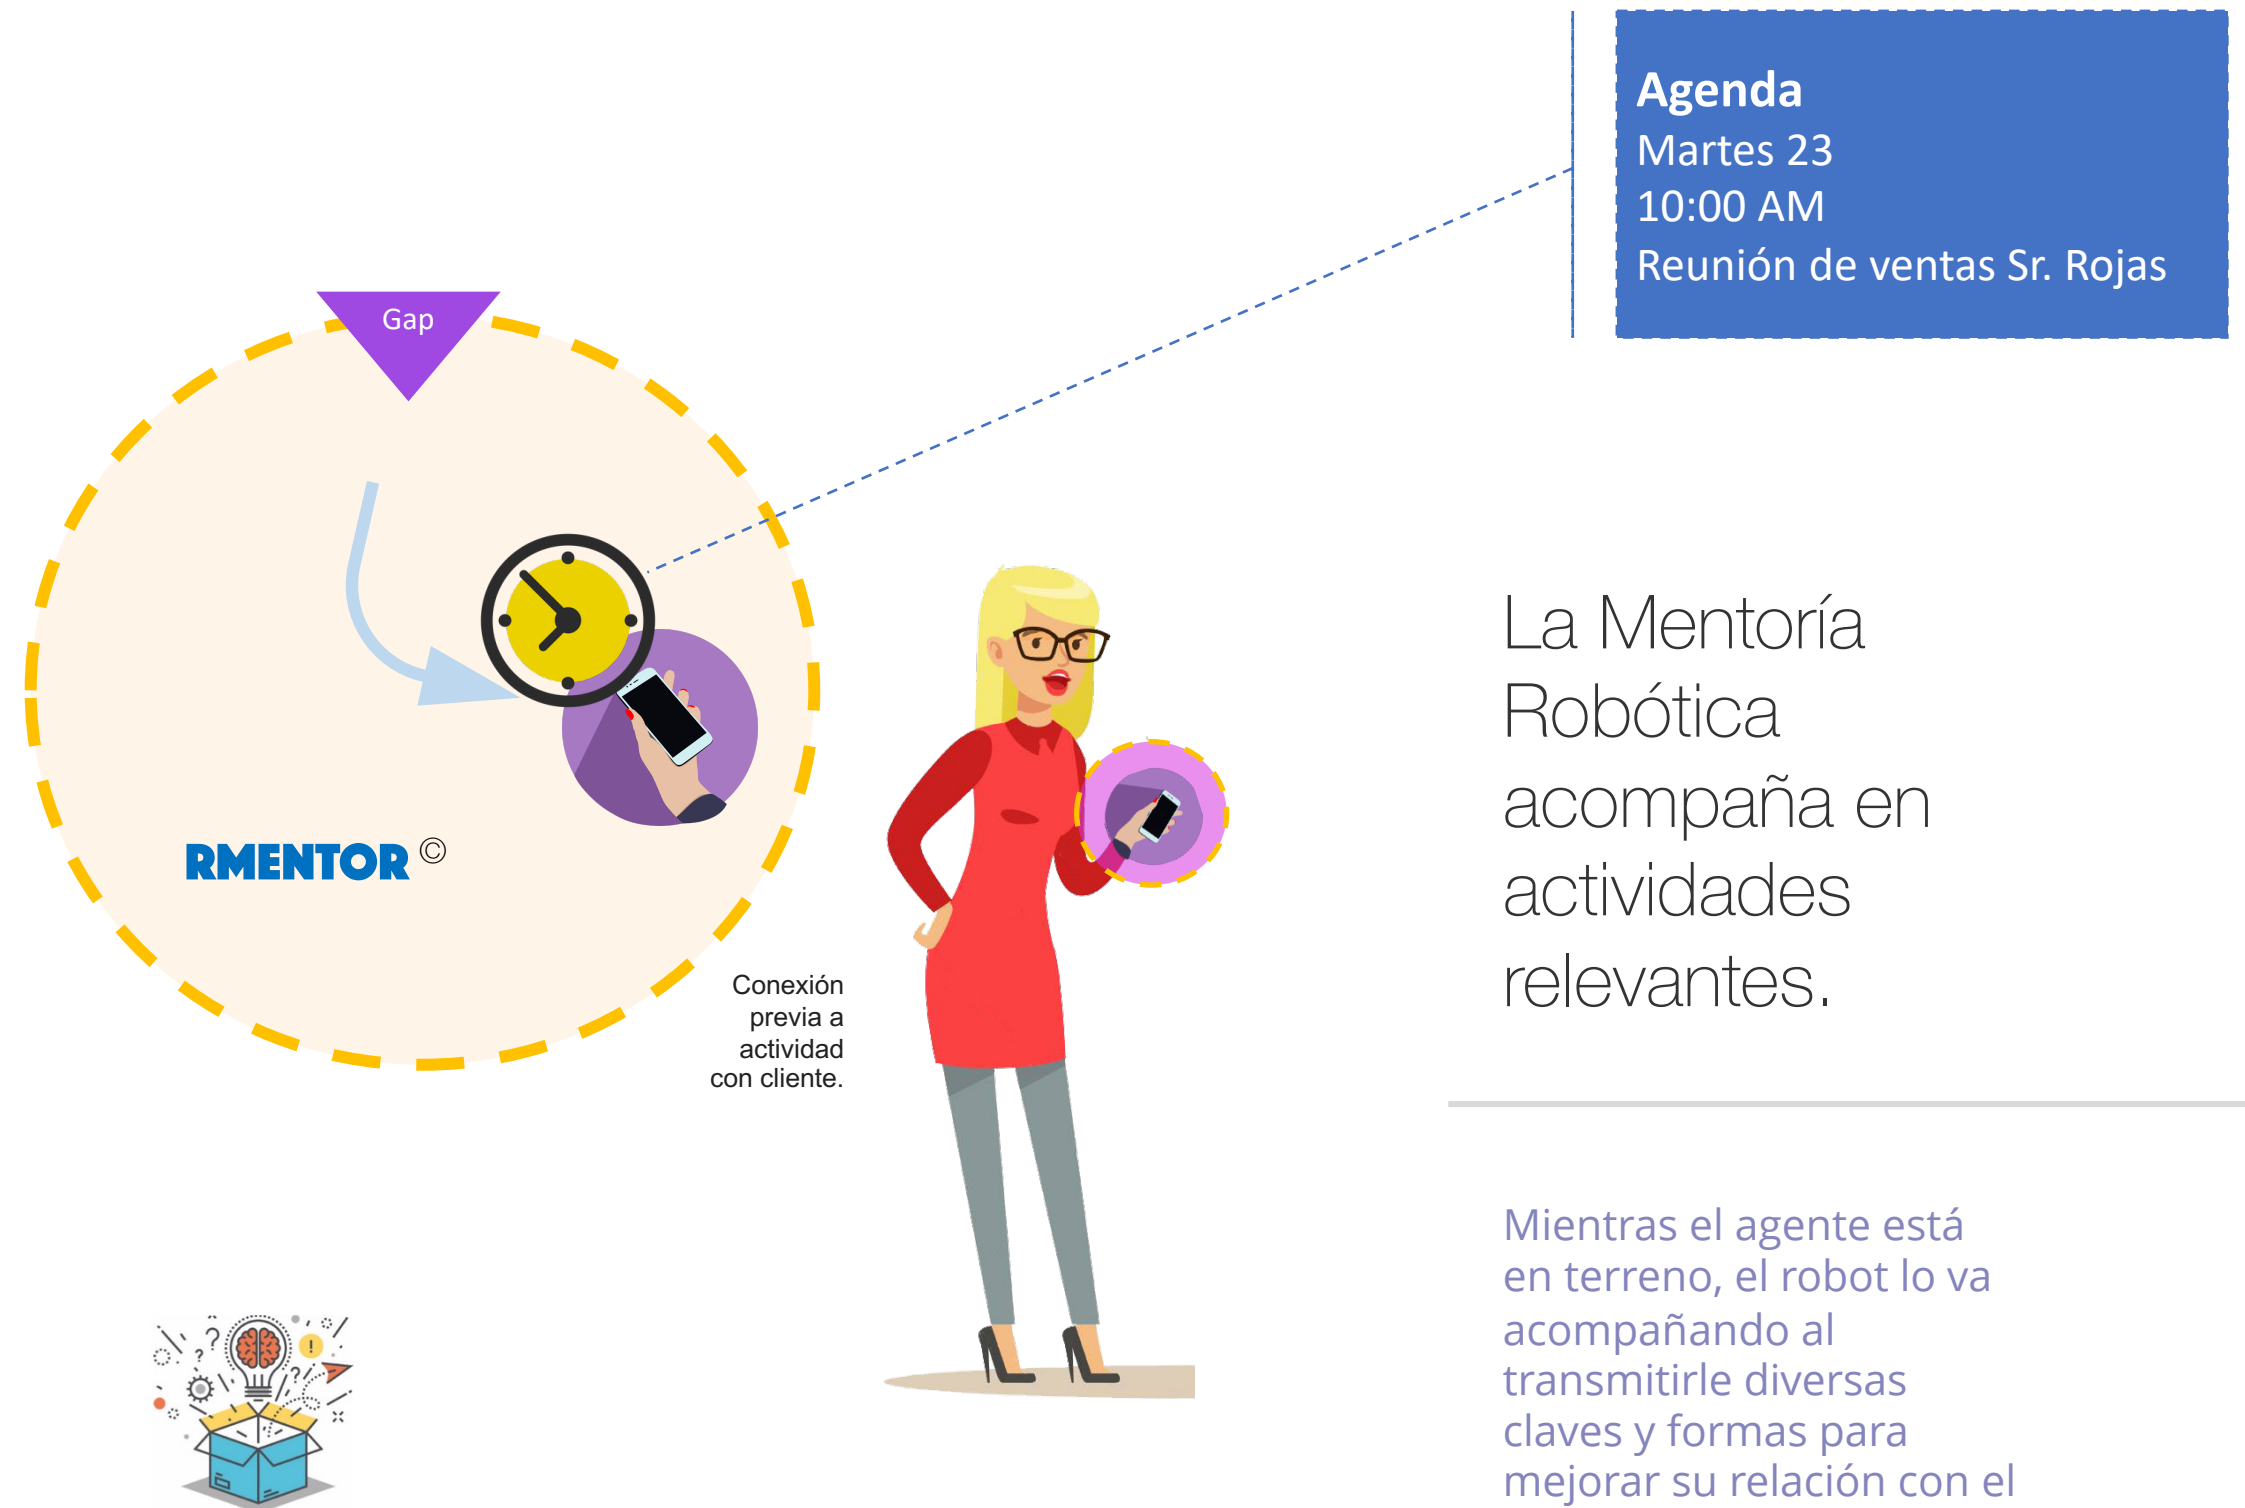 Agenda
Martes 23
10:00 AM
Reunión de ventas Sr. Rojas
Gap
RMENTOR ©
Conexión
previa a
actividad
con cliente.
La Mentoría
Robótica
acompaña en
actividades
relevantes.
Mientras el agente está
en terreno, el robot lo va
acompañando al
transmitirle diversas
claves y formas para
mejorar su relación con el